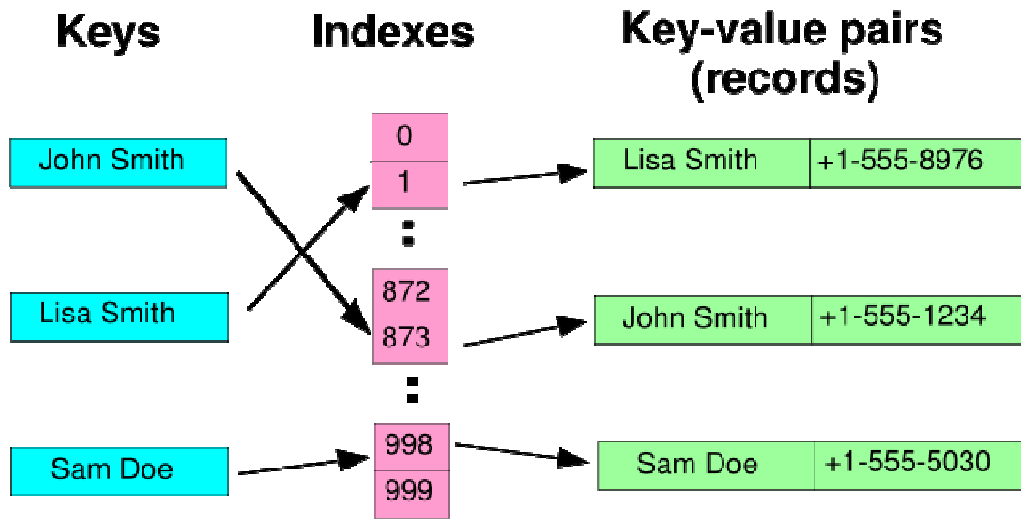 Keys
Indexes
Key-value pairs
(records)
John Smith
0
1
Lisa Smith +1-555-8976
:
Lisa Smith
872
873
John Smith +1-555-1234
:
Sam Doe
998
999
Sam Doe +1-555-5030